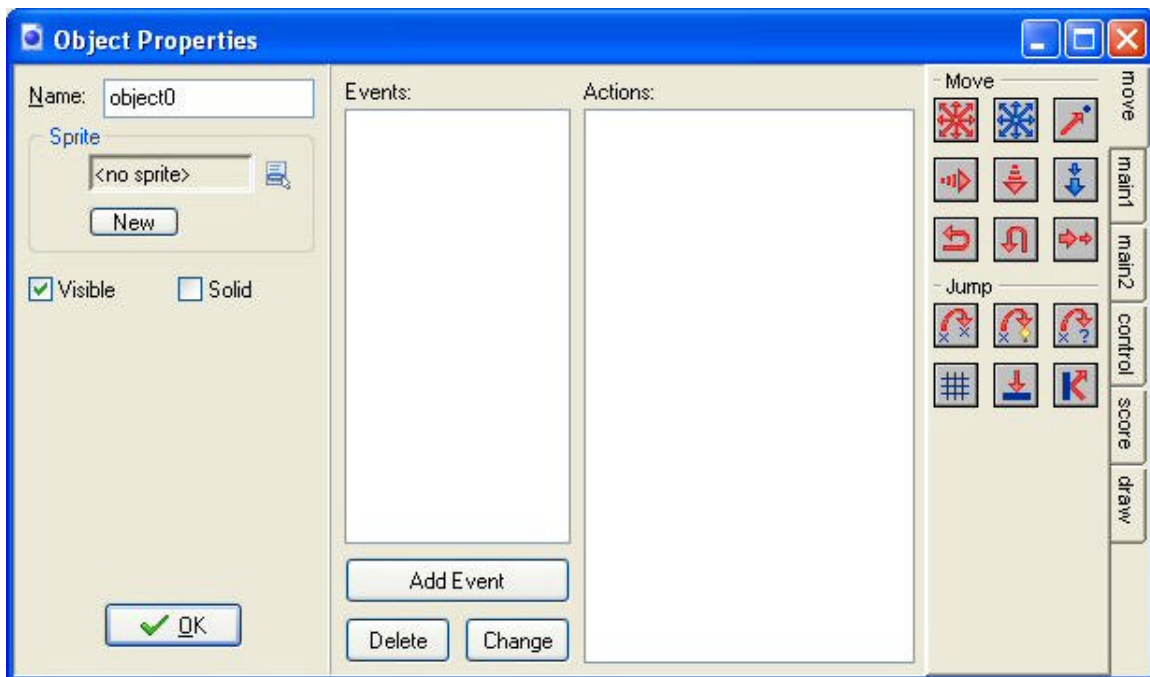 Object Properties
Name: object0
Sprite
<no sprite>
New
Visible
Solid
OK
Events:
Add Event
Delete
Change
Actions:
Move
Jump
move
main1
main2
control
score
draw